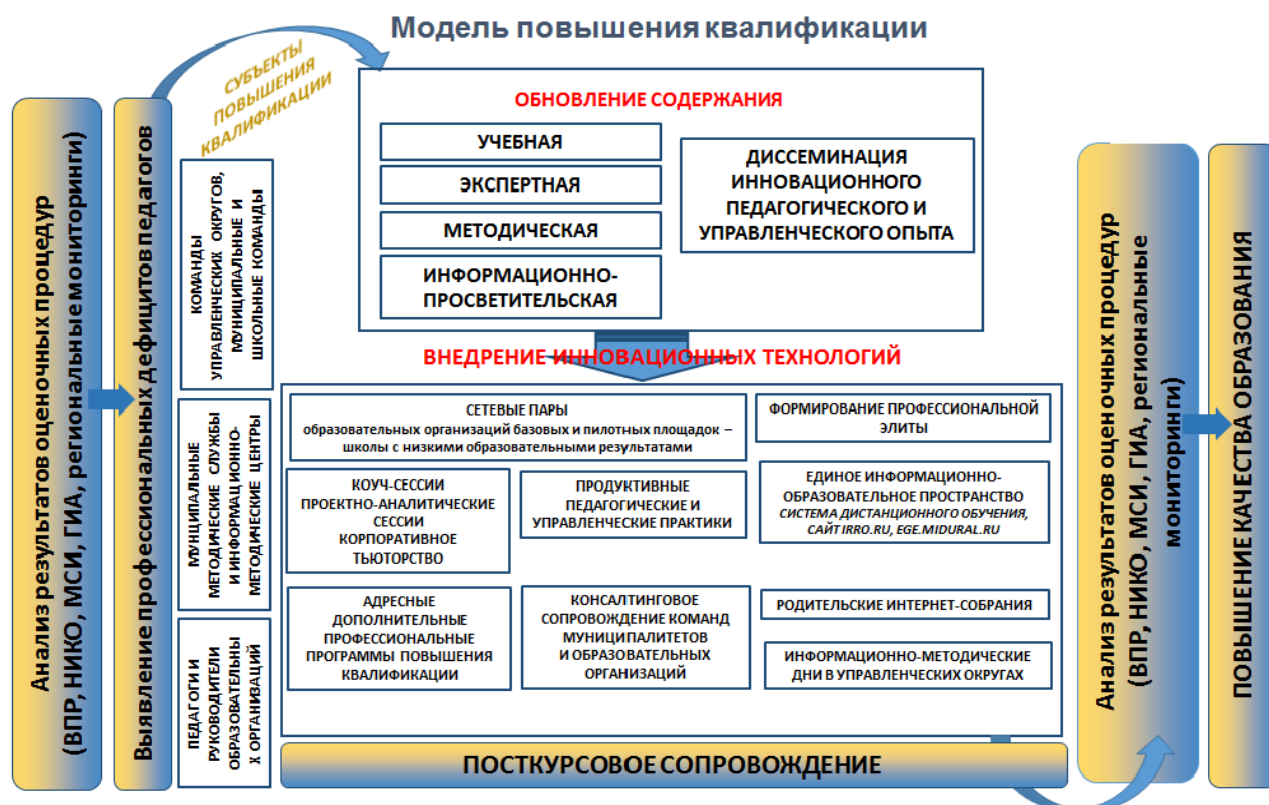 Модель повышения квалификации
Анализ результатов оценочных процедур
(ВПР, НИКО, МСИ, ГИА, региональные мониторинги)
Выявление профессиональных дефицитов педагогов
СУБЪЕКТЫ
ПОВЫШЕНИЯ
КВАЛИФИКАЦИИ
КОМАНДЫ
УПРАВЛЕНЧЕСКИХ ОКРУГОВ,
МУНИЦИПАЛЬНЫЕ И
ШКОЛЬНЫЕ КОМАНДЫ
МУНИЦИПАЛЬНЫЕ
МЕТОДИЧЕСКИЕ СЛУЖБЫ
И ИНФОРМАЦИОННО-
МЕТОДИЧЕСКИЕ ЦЕНТРЫ
ПЕДАГОГИ И
РУКОВОДИТЕЛИ
ОБРАЗОВАТЕЛЬНЫ
Х ОРГАНИЗАЦИЙ
ОБНОВЛЕНИЕ СОДЕРЖАНИЯ
УЧЕБНАЯ
ЭКСПЕРТНАЯ
МЕТОДИЧЕСКАЯ
ИНФОРМАЦИОННО-
ПРОСВЕТИТЕЛЬСКАЯ
ДИССЕМИНАЦИЯ
ИННОВАЦИОННОГО
ПЕДАГОГИЧЕСКОГО И
УПРАВЛЕНЧЕСКОГО ОПЫТА
ВНЕДРЕНИЕ ИННОВАЦИОННЫХ ТЕХНОЛОГИЙ
СЕТЕВЫЕ ПАРЫ
образовательных организаций базовых и пилотных площадок –
школы с низкими образовательными результатами
ФОРМИРОВАНИЕ ПРОФЕССИОНАЛЬНОЙ
ЭЛИТЫ
КОУЧ-СЕССИИ
ПРОЕКТНО-АНАЛИТИЧЕСКИЕ
СЕССИИ
КОРПОРАТИВНОЕ
ТЬЮТОРСТВО
ПРОДУКТИВНЫЕ
ПЕДАГОГИЧЕСКИЕ И
УПРАВЛЕНЧЕСКИЕ ПРАКТИКИ
ЕДИНОЕ ИНФОРМАЦИОННО-
ОБРАЗОВАТЕЛЬНОЕ ПРОСТРАНСТВО
СИСТЕМА ДИСТАНЦИОННОГО ОБУЧЕНИЯ,
САЙТ IRRO.RU, EGE.MIDURAL.RU
АДРЕСНЫЕ
ДОПОЛНИТЕЛЬНЫЕ
ПРОФЕССИОНАЛЬНЫЕ
ПРОГРАММЫ ПОВЫШЕНИЯ
КВАЛИФИКАЦИИ
КОНСАЛТИНГОВОЕ
СОПРОВОЖДЕНИЕ КОМАНД
МУНИЦИПАЛИТЕТОВ
И ОБРАЗОВАТЕЛЬНЫХ
ОРГАНИЗАЦИЙ
РОДИТЕЛЬСКИЕ ИНТЕРНЕТ-СОБРАНИЯ
ИНФОРМАЦИОННО-МЕТОДИЧЕСКИЕ
ДНИ В УПРАВЛЕНЧЕСКИХ ОКРУГАХ
ПОСТКУРСОВОЕ СОПРОВОЖДЕНИЕ
Анализ результатов оценочных процедур
(ВПР, НИКО, МСИ, ГИА, региональные
мониторинги)
ПОВЫШЕНИЕ КАЧЕСТВА ОБРАЗОВАНИЯ